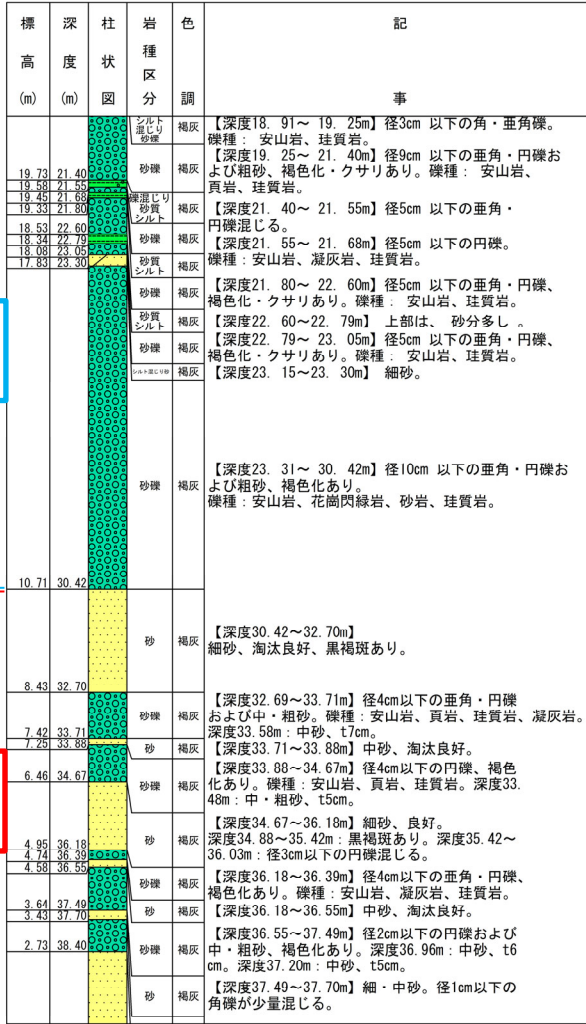 標高(m) 深度(m) 柱状図 岩種区分 色調 記事
シルト混じり砂礫 褐灰 【深度18. 91～ 19. 25m】径3cm 以下の角・亜角礫。
礫種： 安山岩、珪質岩。
砂礫 褐灰 【深度19. 25～ 21. 40m】径9cm 以下の亜角・円礫お
よび粗砂、褐色化・クサリあり。礫種： 安山岩、
頁岩、珪質岩。
19.73 21.40
19.58 21.55
19.45 21.68
19.33 21.80
礫混じり砂質シルト 褐灰 【深度21. 40～ 21. 55m】径5cm 以下の亜角・
円礫混じる。
18.53 22.60
18.34 22.79
18.08 23.05
17.83 23.30
砂礫 褐灰 【深度21. 55～ 21. 68m】径5cm 以下の円礫。
礫種：安山岩、凝灰岩、珪質岩。
砂質シルト 褐灰
砂礫 褐灰 【深度21. 80～ 22. 60m】径5cm 以下の亜角・円礫、
褐色化・クサリあり。礫種： 安山岩、珪質岩。
砂質シルト 褐灰 【深度22. 60～22. 79m】 上部は、 砂分多し 。
砂礫 褐灰 【深度22. 79～ 23. 05m】径5cm 以下の亜角・円礫、
褐色化・クサリあり。礫種： 安山岩、珪質岩。
シルト混じり砂 褐灰 【深度23. 15～23. 30m】 細砂。
砂礫 褐灰 【深度23. 31～ 30. 42m】径10cm 以下の亜角・円礫お
よび粗砂、褐色化あり。
礫種：安山岩、花崗閃緑岩、砂岩、珪質岩。
10.71 30.42
砂 褐灰 【深度30.42～32.70m】
細砂、淘汰良好、黒褐斑あり。
8.43 32.70
砂礫 褐灰 【深度32.69～33.71m】径4cm以下の亜角・円礫
および中・粗砂。礫種：安山岩、頁岩、珪質岩、凝灰岩。
深度33.58m：中砂、t7cm。
7.42 33.71
7.25 33.88
砂 褐灰 【深度33.71～33.88m】中砂、淘汰良好。
6.46 34.67
砂礫 褐灰 【深度33.88～34.67m】径4cm以下の円礫、褐色
化あり。礫種：安山岩、頁岩、珪質岩。深度33.
48m：中・粗砂、t5cm。
砂 褐灰 【深度34.67～36.18m】細砂、良好。
深度34.88～35.42m：黒褐斑あり。深度35.42～
36.03m：径3cm以下の円礫混じる。
4.95 36.18
4.74 36.39
4.58 36.55
砂礫 褐灰 【深度36.18～36.39m】径4cm以下の亜角・円礫、
褐色化あり。礫種：安山岩、凝灰岩、珪質岩。
3.64 37.49
3.43 37.70
砂 褐灰 【深度36.18～36.55m】中砂、淘汰良好。
2.73 38.40
砂礫 褐灰 【深度36.55～37.49m】径2cm以下の円礫および
中・粗砂、褐色化あり。深度36.96m：中砂、t6
cm。深度37.20m：中砂、t5cm。
砂 褐灰 【深度37.49～37.70m】細・中砂。径1cm以下の
角礫が少量混じる。